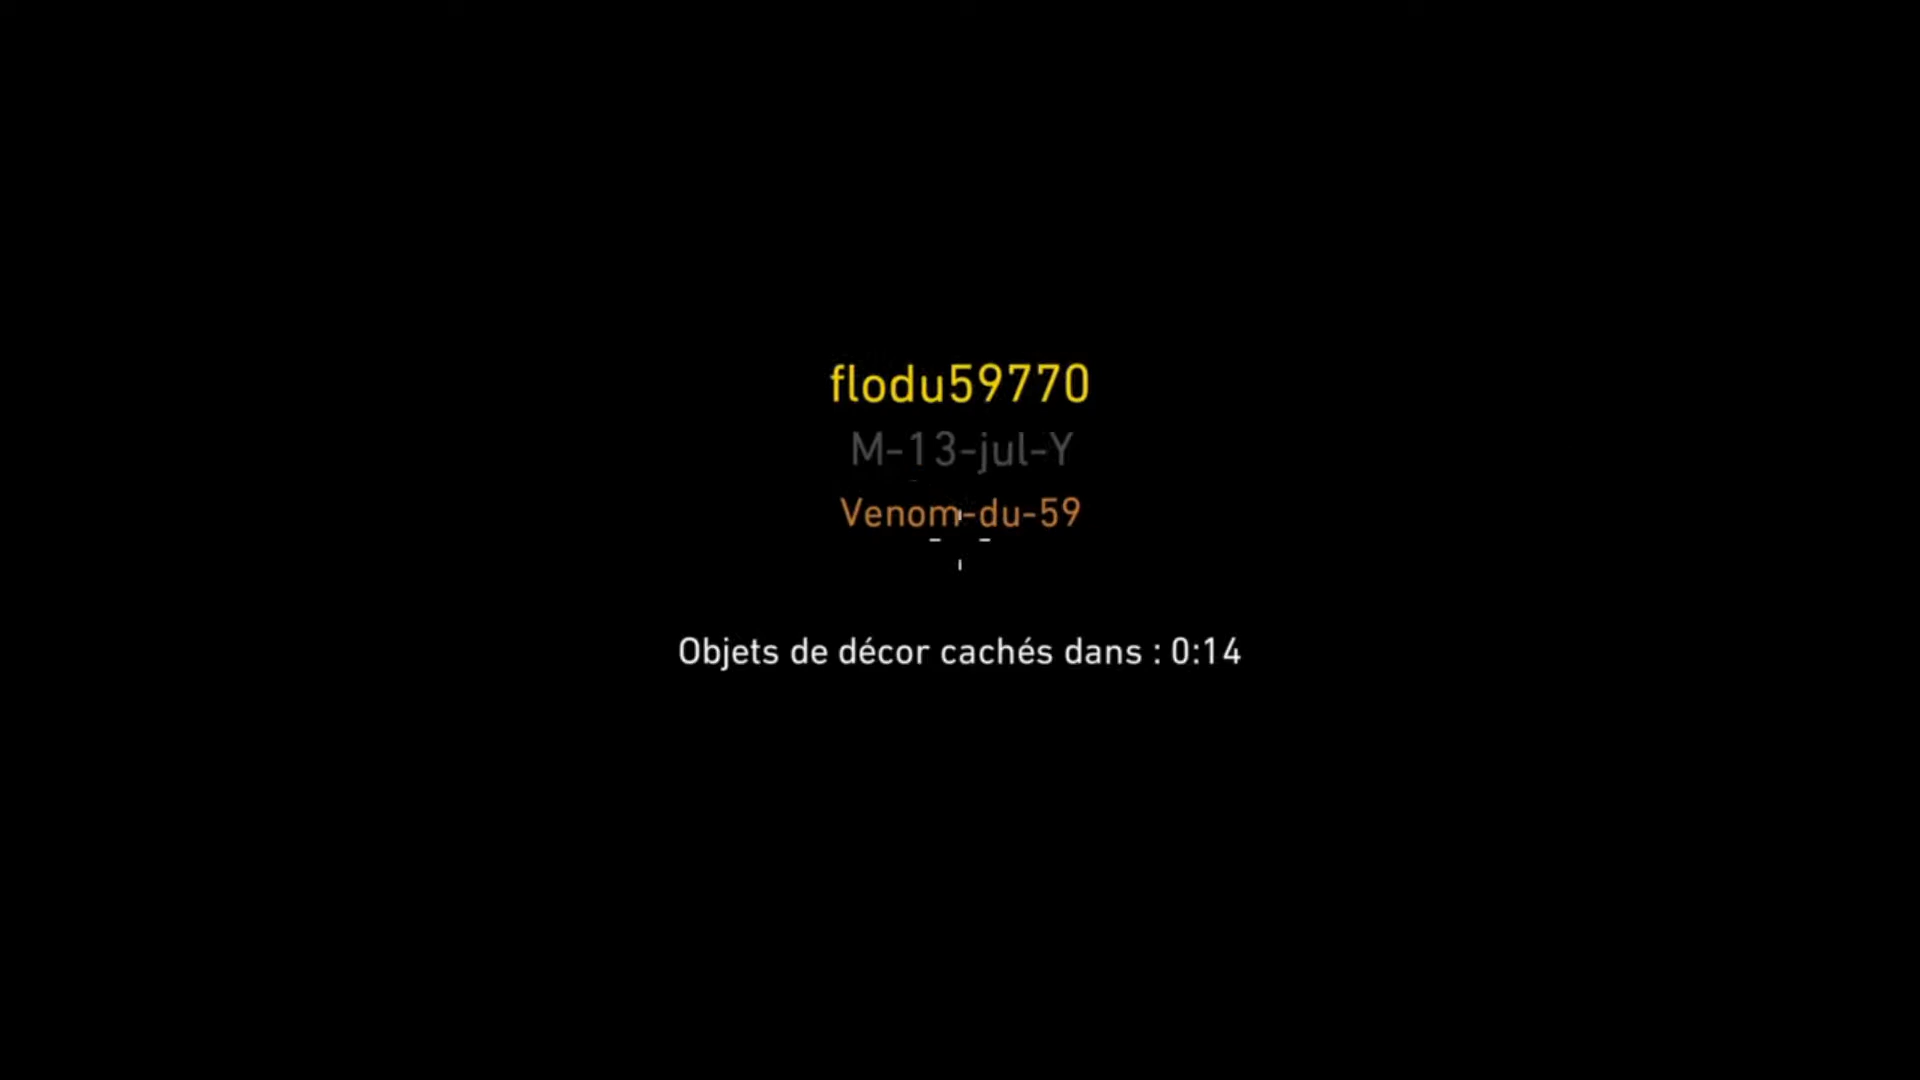 flodu59770
M-13-jul-Y
Venom-du-59
Objets de décor cachés dans : 0:14